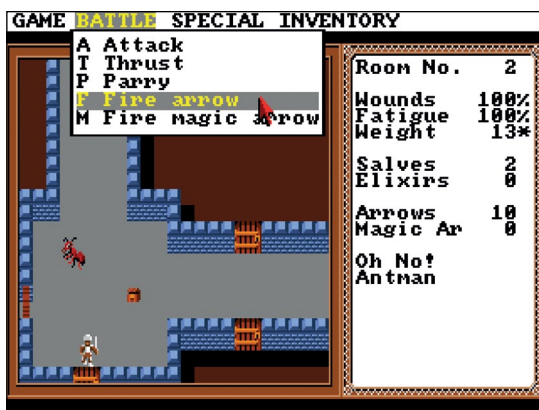 GAME BATTLE SPECIAL INVENTORY
A Attack
T Thrust
P Parry
F Fire arrow
M Fire magic arrow
Room No. 2
Wounds 100%
Fatigue 100%
Weight 13*
Salves 2
Elixirs 0
Arrows 10
Magic Ar 0
Oh No!
Antman